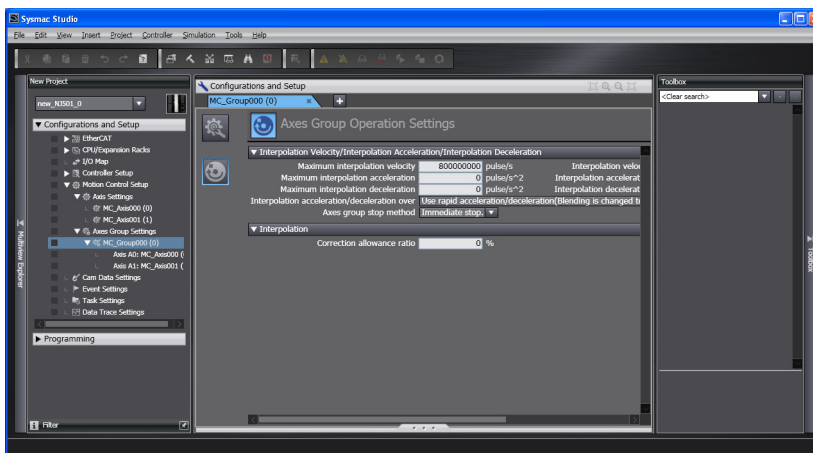 Sysmac Studio
File Edit View Insert Project Controller Simulation Tools Help
New Project
new_NJ501_0
Configurations and Setup
EtherCAT
CPU/Expansion Racks
I/O Map
Controller Setup
Motion Control Setup
Axis Settings
MC_Axis000 (0)
MC_Axis001 (1)
Axes Group Settings
MC_Group000 (0)
Axis A0: MC_Axis000 (
Axis A1: MC_Axis001 (
Cam Data Settings
Event Settings
Task Settings
Data Trace Settings
Programming
Filter
Multiview Explorer
Configurations and Setup
MC_Group000 (0)
Axes Group Operation Settings
Interpolation Velocity/Interpolation Acceleration/Interpolation Deceleration
Maximum interpolation velocity 800000000 pulse/s Interpolation velo
Maximum interpolation acceleration 0 pulse/s^2 Interpolation accelerat
Maximum interpolation deceleration 0 pulse/s^2 Interpolation decelerat
Interpolation acceleration/deceleration over Use rapid acceleration/deceleration(Blending is changed t
Axes group stop method Immediate stop.
Interpolation
Correction allowance ratio 0 %
Toolbox
<Clear search>
Toolbox